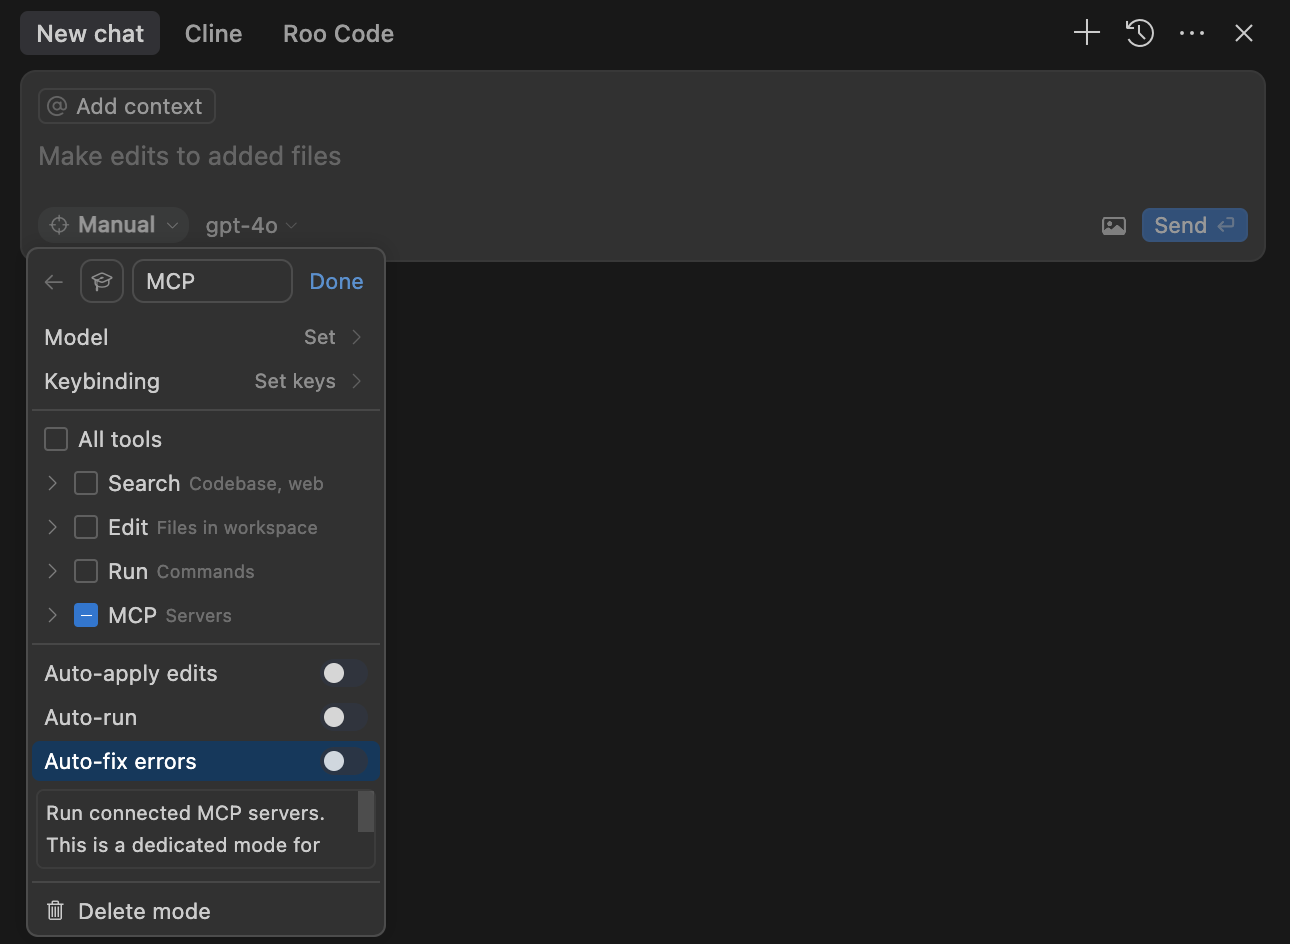 New chat Cline Roo Code
@ Add context
Make edits to added files
Manual gpt-4o Send
MCP Done
Model Set
Keybinding Set keys
All tools
Search Codebase, web
Edit Files in workspace
Run Commands
MCP Servers
Auto-apply edits
Auto-run
Auto-fix errors
Run connected MCP servers.
This is a dedicated mode for
Delete mode